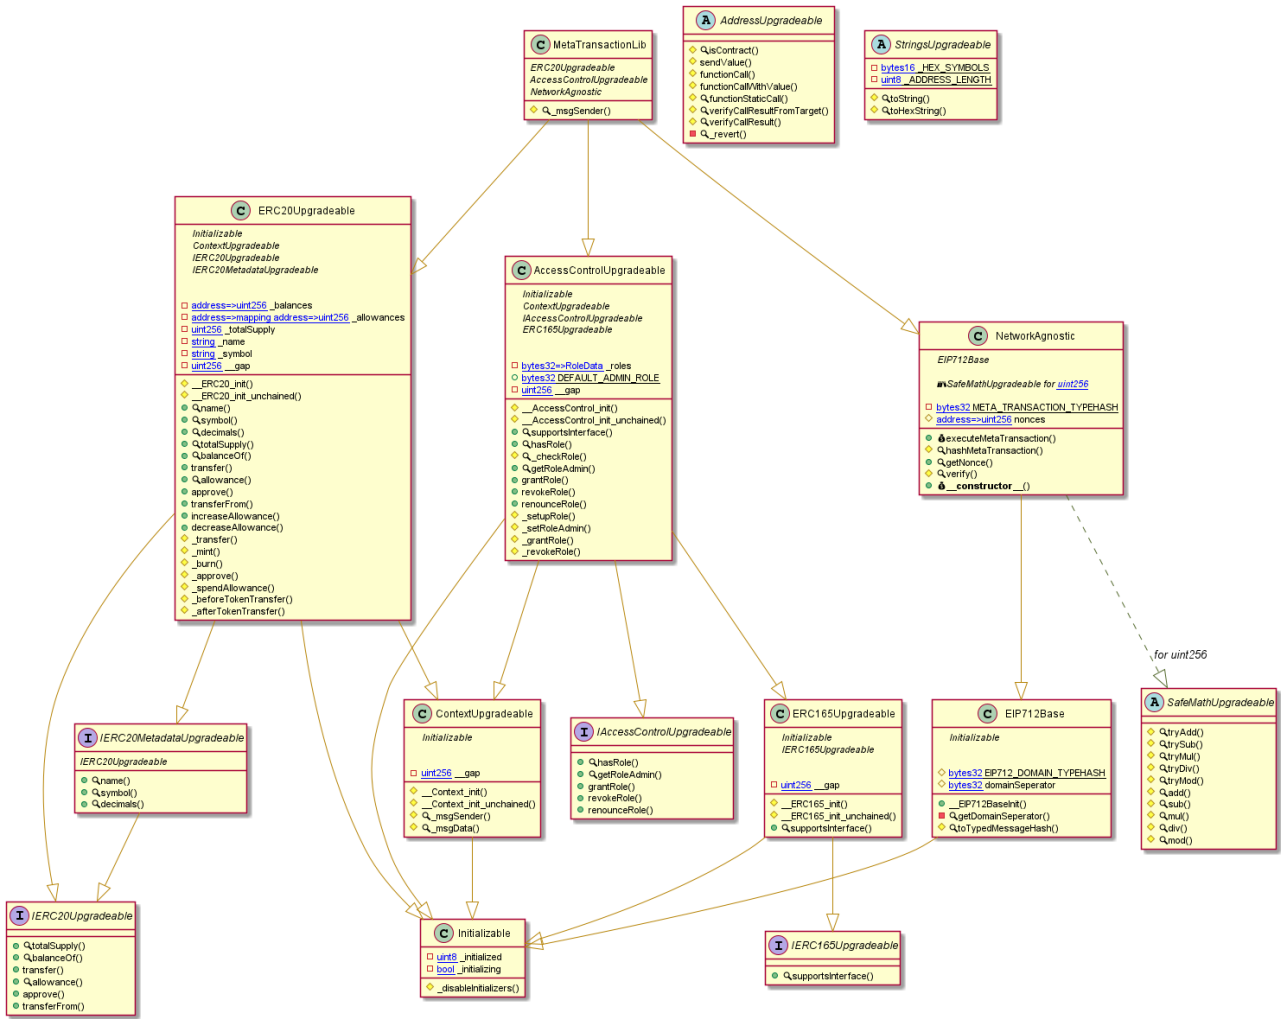 A AddressUpgradeable
isContract()
sendValue()
functionCall()
functionCallWithValue()
functionStaticCall()
verifyCallResultFromTarget()
verifyCallResult()
_revert()
C MetaTransactionLib
ERC20Upgradeable
AccessControlUpgradeable
NetworkAgnostic
_msgSender()
A StringsUpgradeable
bytes16 _HEX_SYMBOLS
uint8 _ADDRESS_LENGTH
toString()
toHexString()
C ERC20Upgradeable
Initializable
ContextUpgradeable
IERC20Upgradeable
IERC20MetadataUpgradeable
address=>uint256 _balances
address=>mapping address=>uint256 _allowances
uint256 _totalSupply
string _name
string _symbol
uint256 __gap
__ERC20_init()
__ERC20_init_unchained()
name()
symbol()
decimals()
totalSupply()
balanceOf()
transfer()
allowance()
approve()
transferFrom()
increaseAllowance()
decreaseAllowance()
_transfer()
_mint()
_burn()
_approve()
_spendAllowance()
_beforeTokenTransfer()
_afterTokenTransfer()
C AccessControlUpgradeable
Initializable
ContextUpgradeable
IAccessControlUpgradeable
ERC165Upgradeable
bytes32=>RoleData _roles
bytes32 DEFAULT_ADMIN_ROLE
uint256 __gap
__AccessControl_init()
__AccessControl_init_unchained()
supportsInterface()
hasRole()
_checkRole()
getRoleAdmin()
grantRole()
revokeRole()
renounceRole()
_setupRole()
_setRoleAdmin()
_grantRole()
_revokeRole()
C NetworkAgnostic
EIP712Base
SafeMathUpgradeable for uint256
bytes32 META_TRANSACTION_TYPEHASH
address=>uint256 nonces
executeMetaTransaction()
hashMetaTransaction()
getNonce()
verify()
__constructor__()
for uint256
I IERC20MetadataUpgradeable
IERC20Upgradeable
name()
symbol()
decimals()
C ContextUpgradeable
Initializable
uint256 __gap
__Context_init()
__Context_init_unchained()
_msgSender()
_msgData()
I IAccessControlUpgradeable
hasRole()
getRoleAdmin()
grantRole()
revokeRole()
renounceRole()
C ERC165Upgradeable
Initializable
IERC165Upgradeable
uint256 __gap
__ERC165_init()
__ERC165_init_unchained()
supportsInterface()
C EIP712Base
Initializable
bytes32 EIP712_DOMAIN_TYPEHASH
bytes32 domainSeperator
__EIP712BaseInit()
getDomainSeperator()
toTypedMessageHash()
A SafeMathUpgradeable
tryAdd()
trySub()
tryMul()
tryDiv()
tryMod()
add()
sub()
mul()
div()
mod()
I IERC20Upgradeable
totalSupply()
balanceOf()
transfer()
allowance()
approve()
transferFrom()
C Initializable
uint8 _initialized
bool _initializing
_disableInitializers()
I IERC165Upgradeable
supportsInterface()